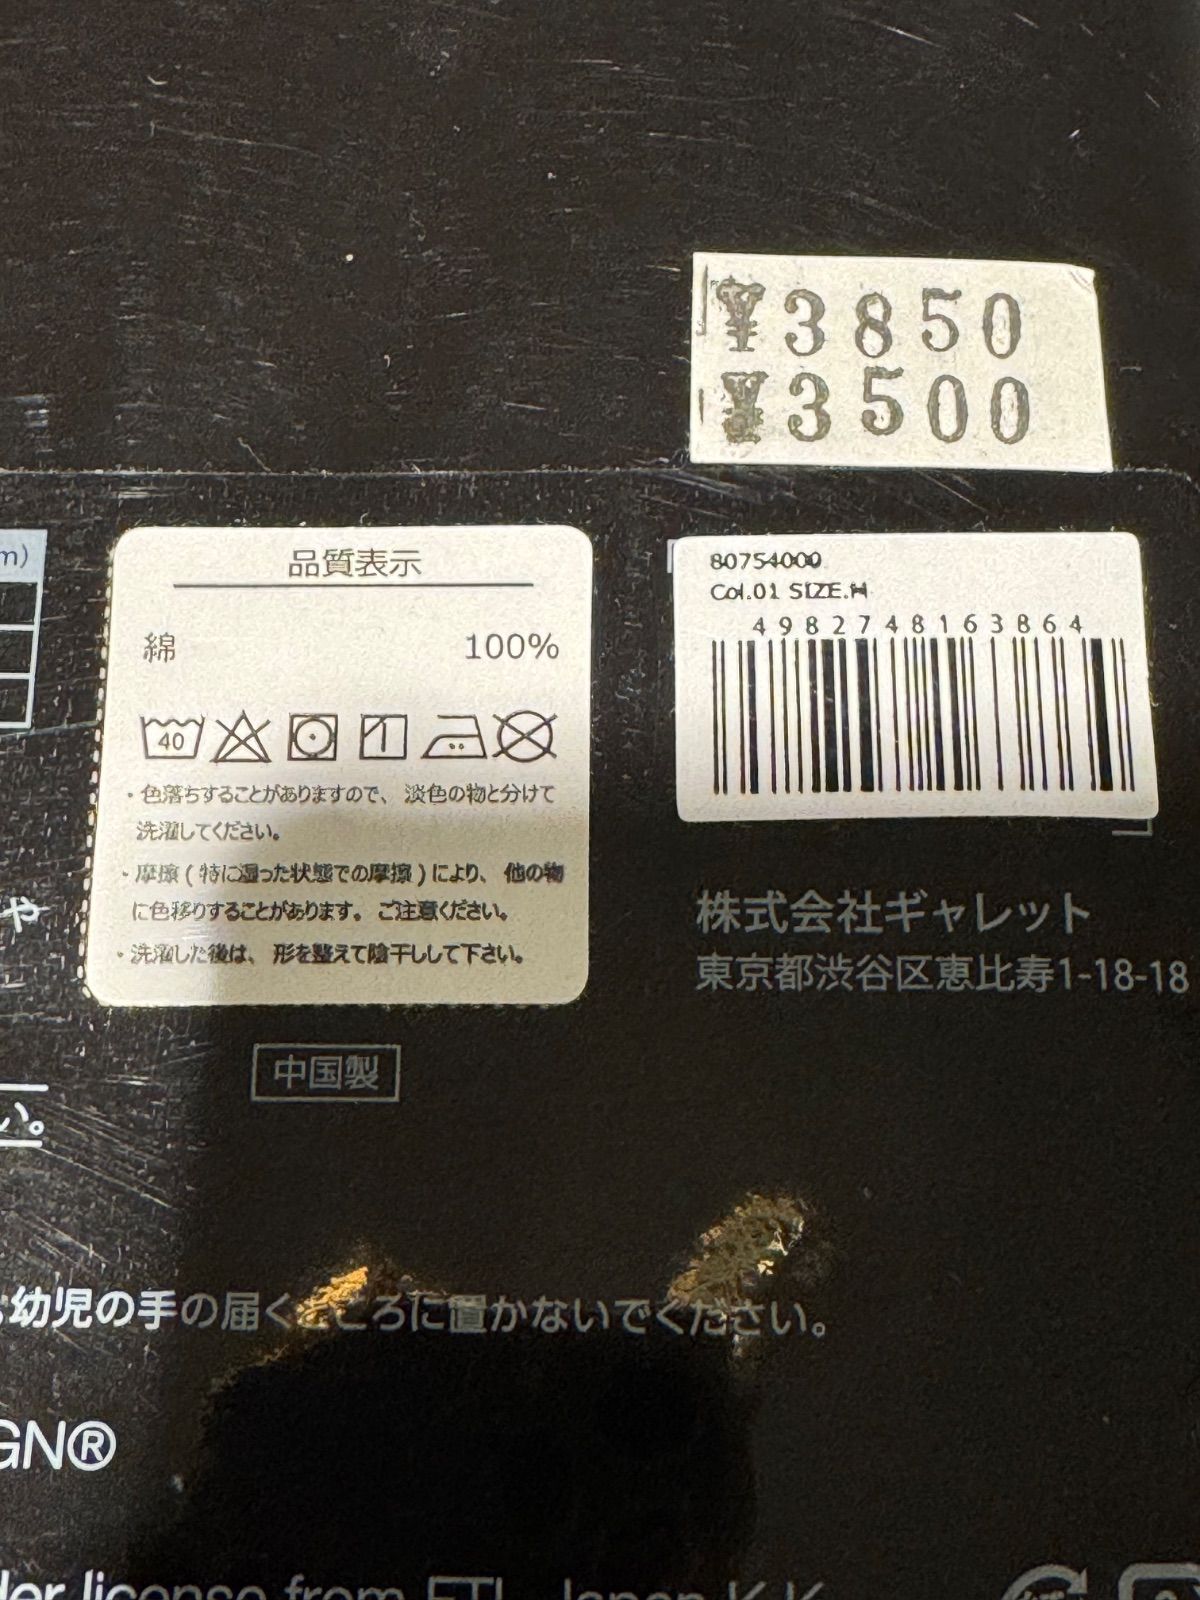 ¥3850
¥3500
m)
品質表示
綿 100%
40
・色落ちすることがありますので、淡色の物と分けて
洗濯してください。
・摩擦(特に湿った状態での摩擦)により、他の物
に色移りすることがあります。ご注意ください。
・洗濯した後は、形を整えて陰干しして下さい。
80754000
Col.01 SIZE.H
4982748163864
株式会社ギャレット
東京都渋谷区恵比寿1-18-18
や
中国製
い。
幼児の手の届くところに置かないでください。
GN®
der license from FTL Japan K.K.